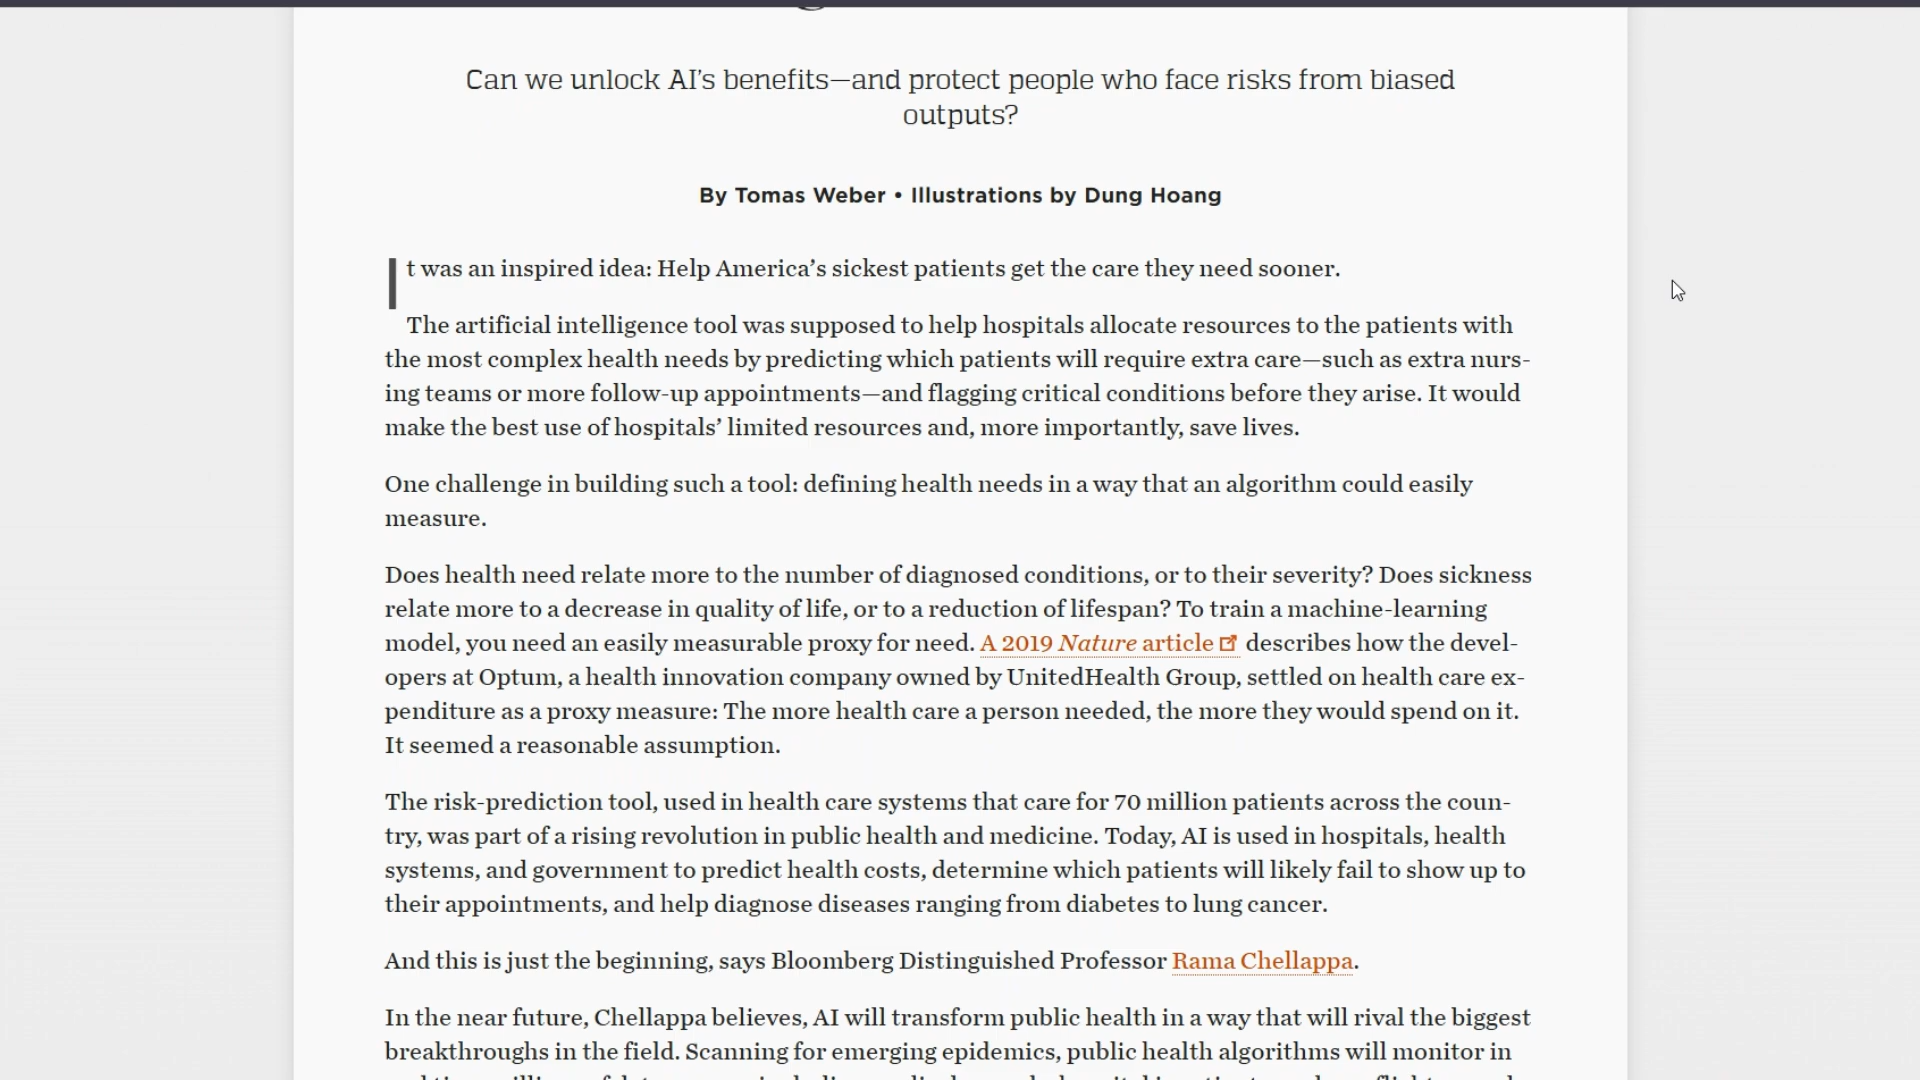 Can we unlock AI’s benefits—and protect people who face risks from biased
outputs?
By Tomas Weber • Illustrations by Dung Hoang
It was an inspired idea: Help America’s sickest patients get the care they need sooner.
The artificial intelligence tool was supposed to help hospitals allocate resources to the patients with
the most complex health needs by predicting which patients will require extra care—such as extra nurs-
ing teams or more follow-up appointments—and flagging critical conditions before they arise. It would
make the best use of hospitals’ limited resources and, more importantly, save lives.
One challenge in building such a tool: defining health needs in a way that an algorithm could easily
measure.
Does health need relate more to the number of diagnosed conditions, or to their severity? Does sickness
relate more to a decrease in quality of life, or to a reduction of lifespan? To train a machine-learning
model, you need an easily measurable proxy for need. A 2019 Nature article describes how the devel-
opers at Optum, a health innovation company owned by UnitedHealth Group, settled on health care ex-
penditure as a proxy measure: The more health care a person needed, the more they would spend on it.
It seemed a reasonable assumption.
The risk-prediction tool, used in health care systems that care for 70 million patients across the coun-
try, was part of a rising revolution in public health and medicine. Today, AI is used in hospitals, health
systems, and government to predict health costs, determine which patients will likely fail to show up to
their appointments, and help diagnose diseases ranging from diabetes to lung cancer.
And this is just the beginning, says Bloomberg Distinguished Professor Rama Chellappa.
In the near future, Chellappa believes, AI will transform public health in a way that will rival the biggest
breakthroughs in the field. Scanning for emerging epidemics, public health algorithms will monitor in